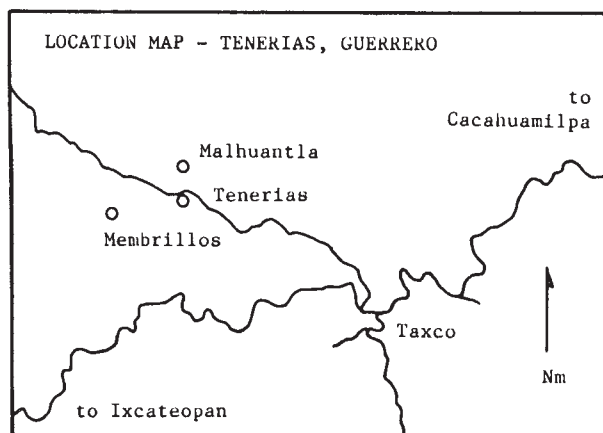 LOCATION MAP - TENERIAS, GUERRERO
to
Cacahuamilpa
Malhuantla
Tenerias
Membrillos
Taxco
Nm
to Ixcateopan